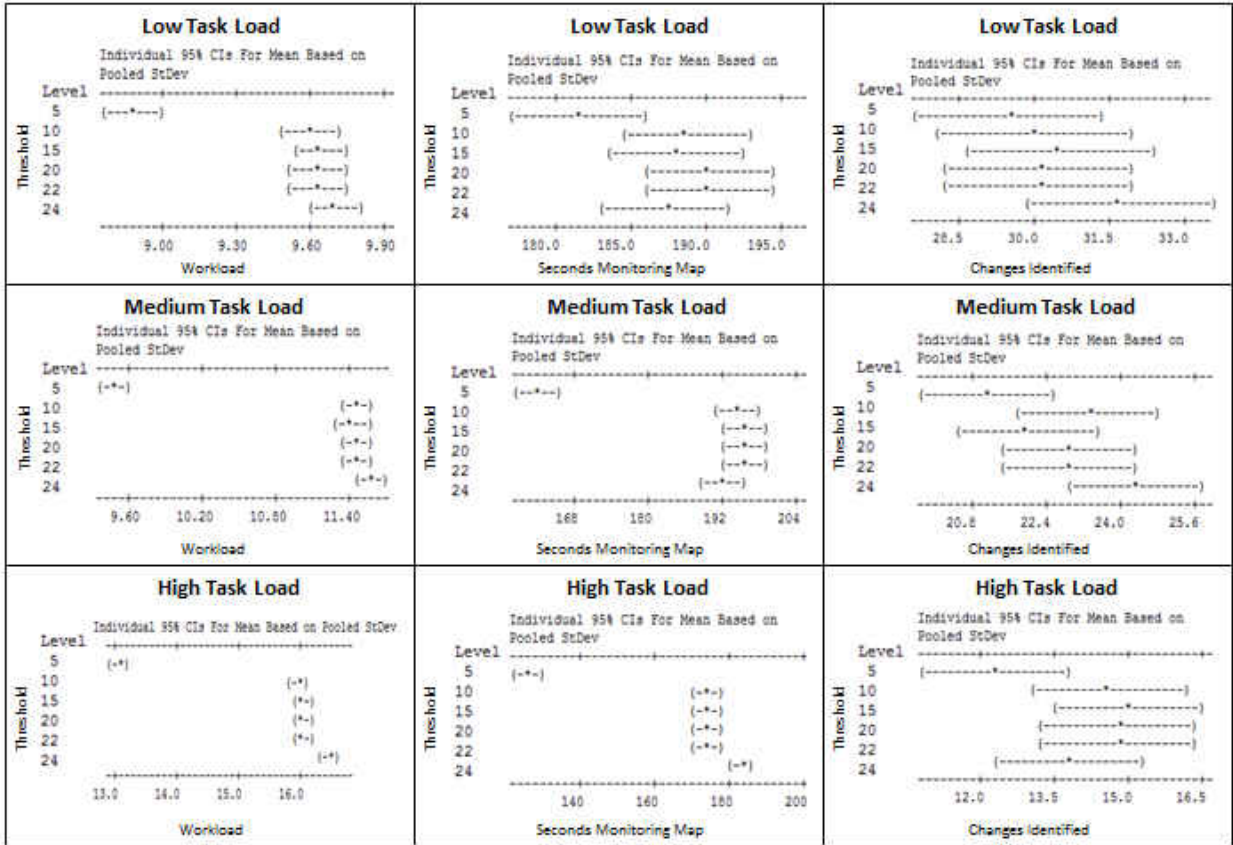 Low Task Load
Individual 95% CIs For Mean Based on
Pooled StDev
Level
Threshold
5 (---*---)
10 (---*---)
15 (--*---)
20 (---*---)
22 (---*---)
24 (--*---)
9.00 9.30 9.60 9.90
Workload
Low Task Load
Individual 95% CIs For Mean Based on
Pooled StDev
Level
Threshold
5
10
15
20
22
24
180.0 185.0 190.0 195.0
Seconds Monitoring Map
Low Task Load
Individual 95% CIs For Mean Based on
Pooled StDev
Level
Threshold
5
10
15
20
22
24
28.5 30.0 31.5 33.0
Changes Identified
Medium Task Load
Individual 95% CIs For Mean Based on
Pooled StDev
Level
Threshold
5 (-*-)
10 (-*-)
15 (-*--)
20 (-*-)
22 (-*-)
24 (-*-)
9.60 10.20 10.80 11.40
Workload
Medium Task Load
Individual 95% CIs For Mean Based on
Pooled StDev
Level
Threshold
5 (--*--)
10 (--*--)
15 (--*--)
20 (--*--)
22 (--*--)
24 (--*--)
168 180 192 204
Seconds Monitoring Map
Medium Task Load
Individual 95% CIs For Mean Based on
Pooled StDev
Level
Threshold
5
10
15
20
22
24
20.8 22.4 24.0 25.6
Changes Identified
High Task Load
Individual 95% CIs For Mean Based on Pooled StDev
Level
Threshold
5 (-*)
10 (-*)
15 (*-)
20 (-*)
22 (*-)
24 (-*)
13.0 14.0 15.0 16.0
Workload
High Task Load
Individual 95% CIs For Mean Based on
Pooled StDev
Level
Threshold
5 (-*-)
10 (-*-)
15 (-*-)
20 (-*-)
22 (-*-)
24 (-*)
140 160 180 200
Seconds Monitoring Map
High Task Load
Individual 95% CIs For Mean Based on
Pooled StDev
Level
Threshold
5
10
15
20
22
24
12.0 13.5 15.0 16.5
Changes Identified